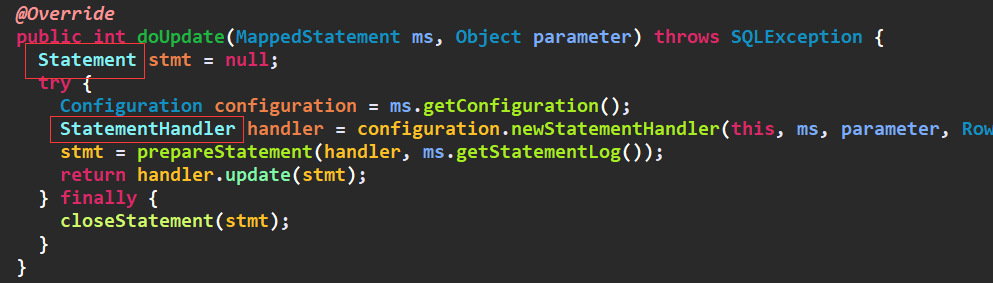 @Override
public int doUpdate(MappedStatement ms, Object parameter) throws SQLException {
Statement stmt = null;
try {
Configuration configuration = ms.getConfiguration();
StatementHandler handler = configuration.newStatementHandler(this, ms, parameter, Row
stmt = prepareStatement(handler, ms.getStatementLog());
return handler.update(stmt);
} finally {
closeStatement(stmt);
}
}